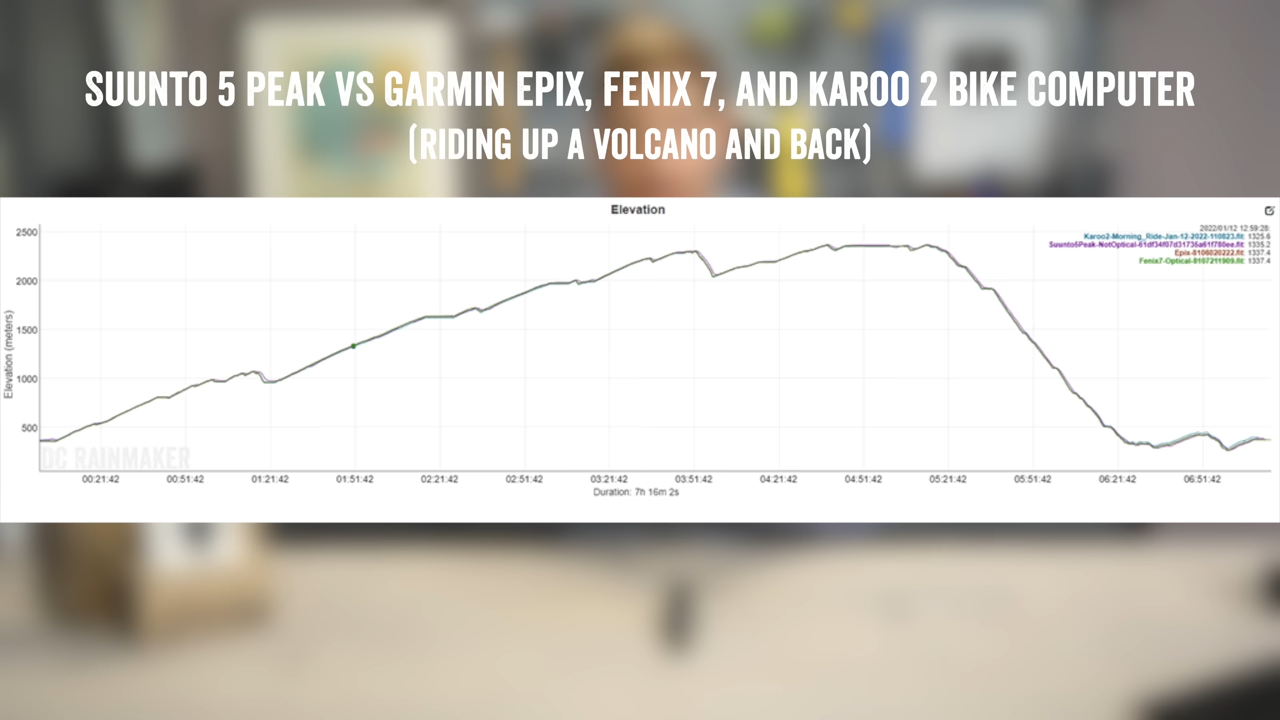 SUUNTO 5 PEAK VS GARMIN EPIX, FENIX 7, AND KAROO 2 BIKE COMPUTER
(RIDING UP A VOLCANO AND BACK)
Elevation
2022/01/12 12:59:28:
Karoo2-Morning_Ride-Jan-12-2022-110823.fit: 1325.6
1335.2
Epix-8106020222.fit: 1337.4
Fenix7-Optical-8107211909.fit: 1337.4
Elevation (meters)
2500
2000
1500
1000
500
DC RAINMAKER
00:21:42 00:51:42 01:21:42 01:51:42 02:21:42 02:51:42 03:21:42 03:51:42 04:21:42 04:51:42 05:21:42 05:51:42 06:21:42 06:51:42
Duration: 7h 16m 2s